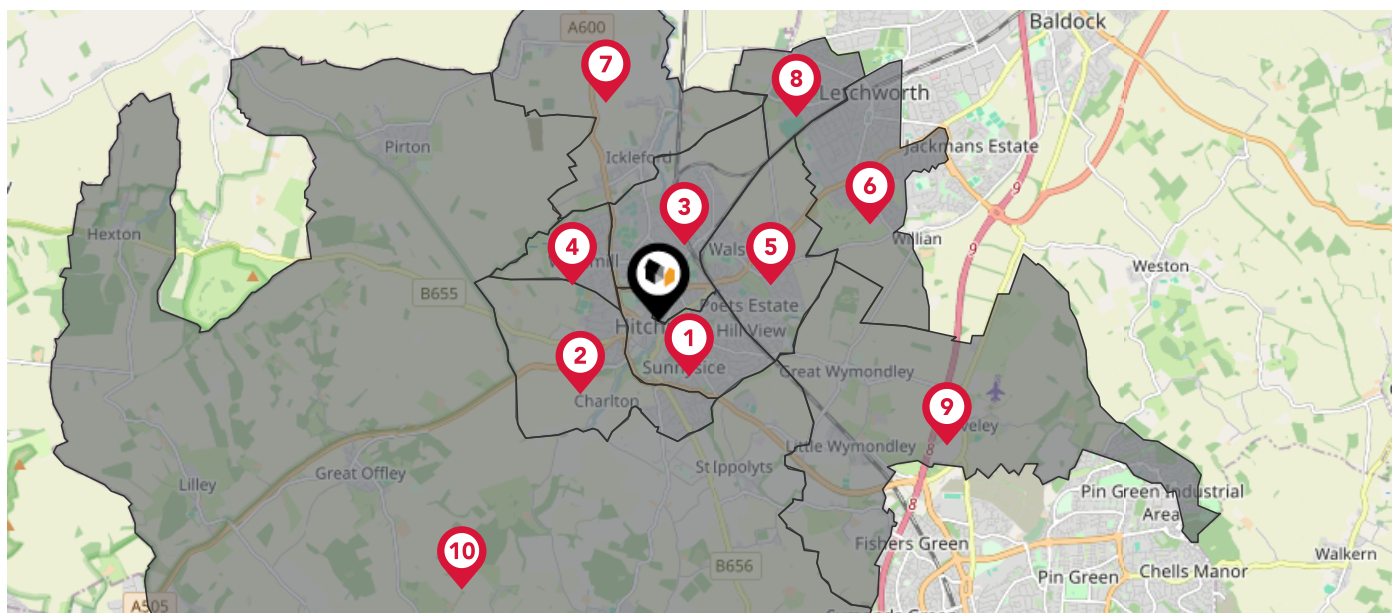 Baldock
A600
7
8
Letchworth
Jackmans Estate
Pirton
Ickleford
6
9
3
Hexton
4
5
Willian
9
Weston
B655
Poets Estate
Hill View
1
2
Sunnyside
Great Wymondley
Charlton
9
Little Wymondley
8
St Ippolyts
Great Offley
Lilley
Pin Green Industrial
Area
8
10
Fishers Green
Walkern
B656
Chells Manor
Pin Green
A505